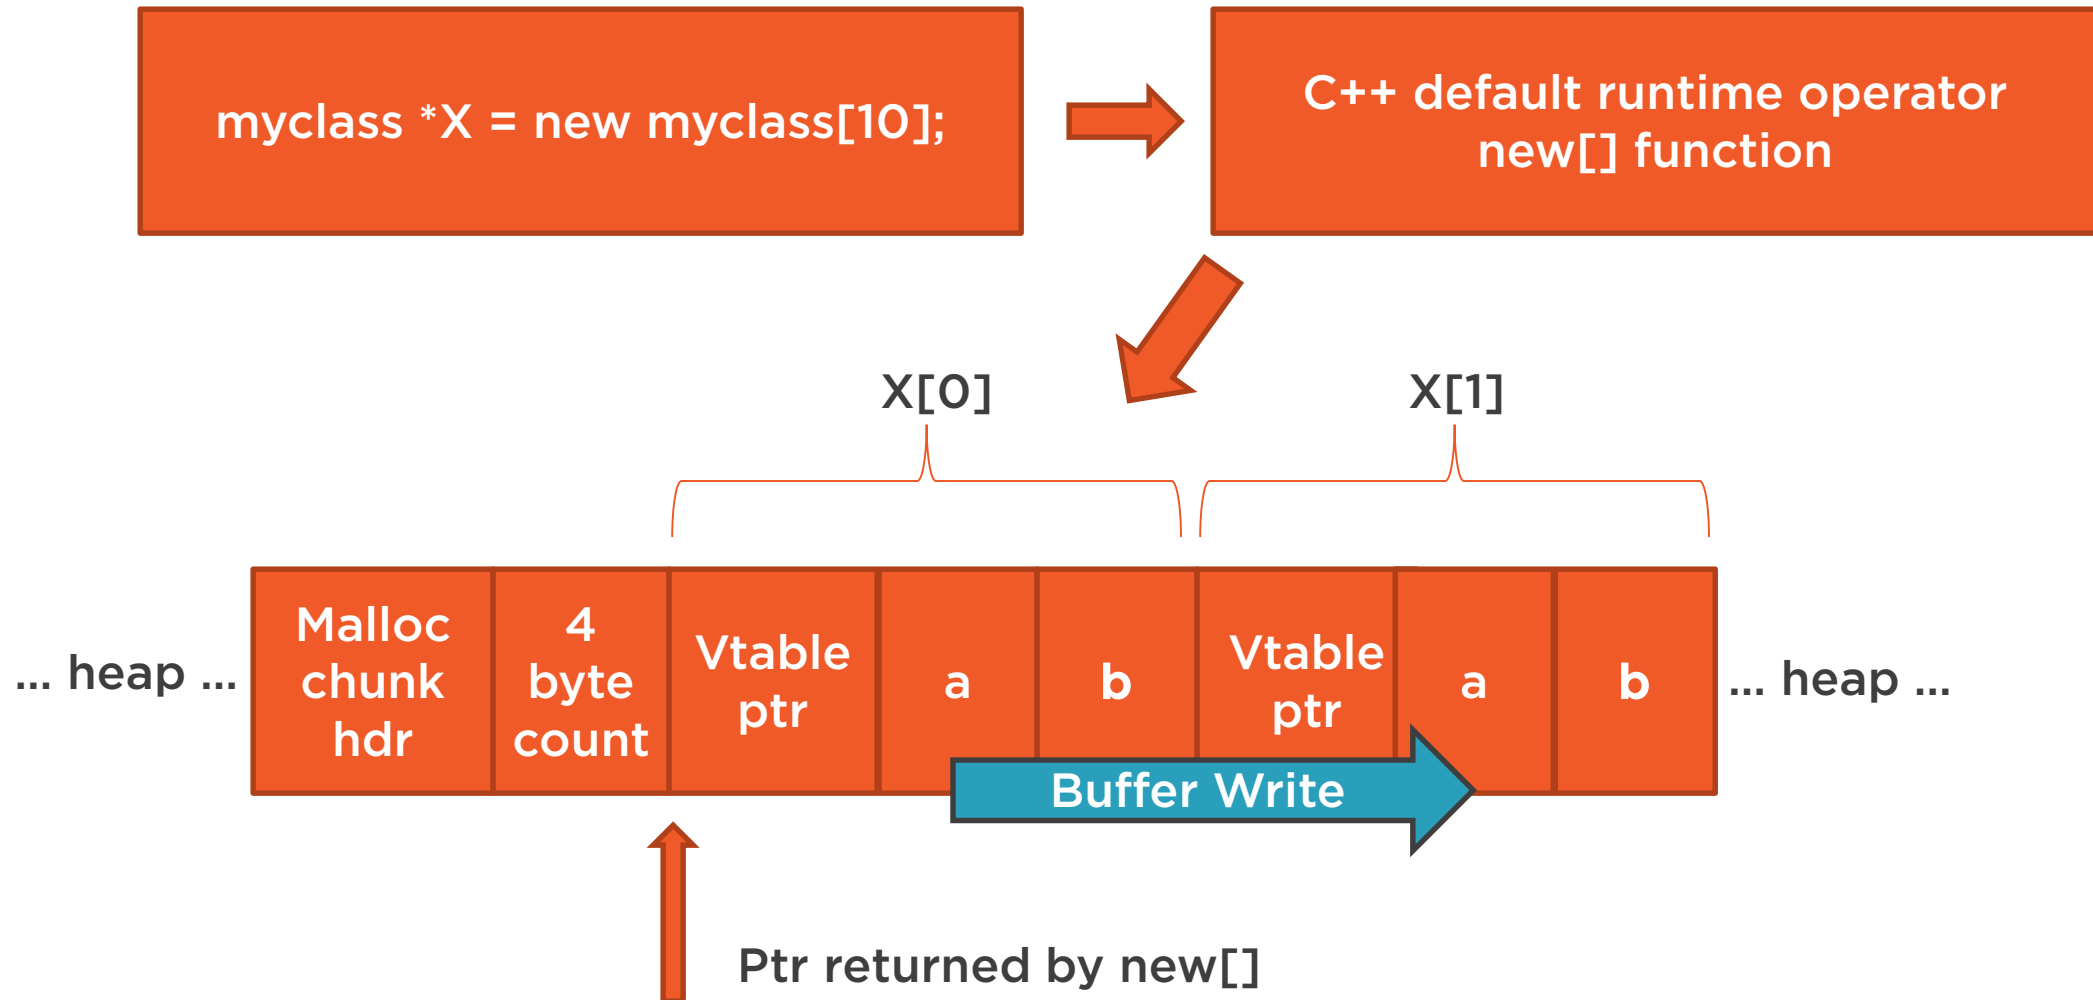 myclass *X = new myclass[10];
C++ default runtime operator
new[] function
X[0]
X[1]
... heap ...
Malloc
chunk
hdr
4
byte
count
Vtable
ptr
a
b
Vtable
ptr
a
b
... heap ...
Buffer Write
Ptr returned by new[]